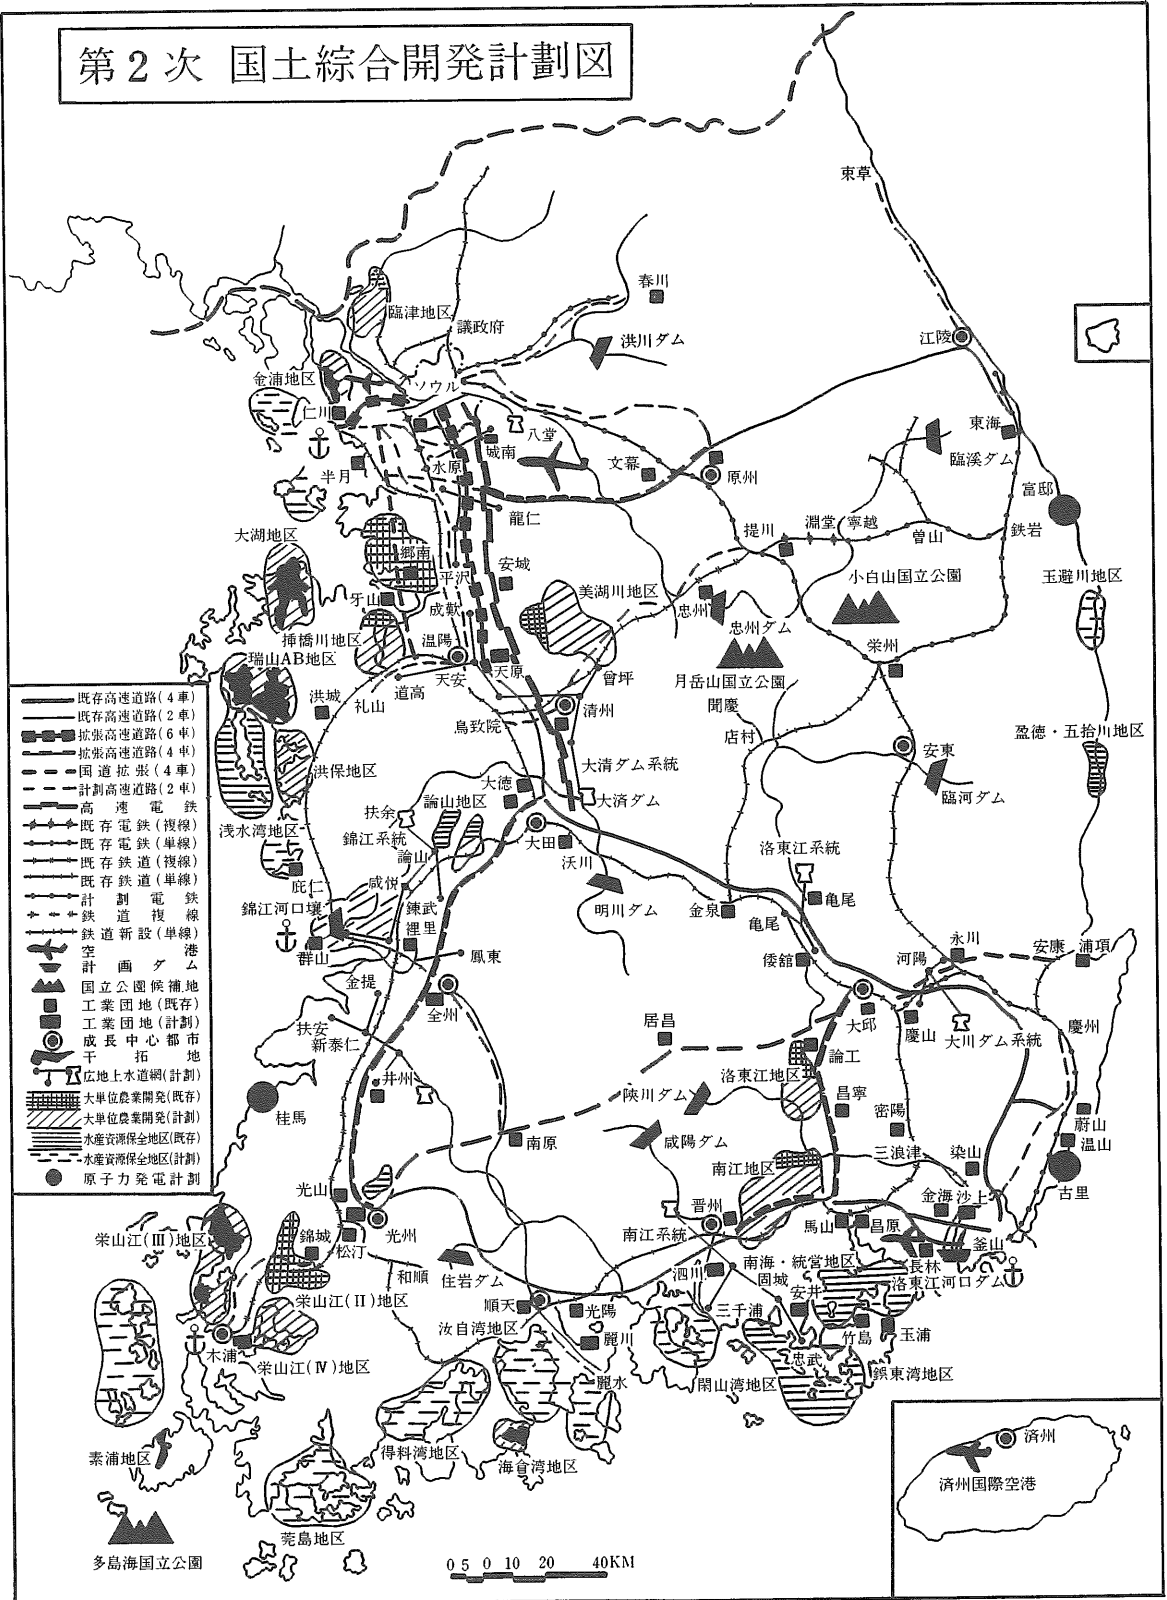 第2次 国土綜合開発計劃図
束草
春川
臨津地区
議政府
洪川ダム
江陵
金浦地区
ソウル
仁川
八堂
東海
城南
水原
文幕
臨溪ダム
半月
原州
富邸
龍仁
大湖地区
提川
淵堂
寧越
曽山
鉄岩
郷南
平沢
安城
小白山国立公園
玉避川地区
牙山
成歓
美湖川地区
忠州
忠州ダム
挿橋川地区
温陽
栄州
瑞山AB地区
天安
天原
曾坪
月岳山国立公園
道高
礼山
洪城
清州
聞慶
鳥致院
店村
安東
盈徳・五拾川地区
洪保地区
大清ダム系統
臨河ダム
大徳
大済ダム
扶余
論山地区
浅水湾地区
錦江系統
大田
沃川
洛東江系統
論山
庇仁
咸悦
明川ダム
金泉
亀尾
亀尾
錬武
錦江河口壤
裡里
群山
鳳東
倭舘
河陽
永川
安康
浦項
金提
全州
大邱
慶山
大川ダム系統
慶州
扶安
新泰仁
居昌
論工
洛東江地区
井州
陜川ダム
昌寧
桂馬
密陽
蔚山
南原
咸陽ダム
三浪津
温山
南江地区
染山
古里
光山
金海
沙上
晋州
栄山江(Ⅲ)地区
錦城
光州
松汀
南江系統
馬山
昌原
釜山
長林
和順
住岩ダム
泗川
南海・統営地区
固城
洛東江河口ダム
栄山江(Ⅱ)地区
順天
光陽
三千浦
安井
汝自湾地区
麗川
竹島
玉浦
木浦
栄山江(Ⅳ)地区
忠武
麗水
閑山湾地区
鎮東湾地区
素浦地区
得料湾地区
海倉湾地区
済州
済州国際空港
莞島地区
多島海国立公園
0 5 0 10 20 40KM
既存高速道路(4車)
既存高速道路(2車)
拡張高速道路(6車)
拡張高速道路(4車)
国道拡張(4車)
計劃高速道路(2車)
高速電鉄
既存電鉄(複線)
既存電鉄(単線)
既存鉄道(複線)
既存鉄道(単線)
計劃電鉄
鉄道複線
鉄道新設(単線)
空港
計画ダム
国立公園候補地
工業団地(既存)
工業団地(計劃)
成長中心都市
干拓地
広地上水道網(計劃)
大単位農業開発(既存)
大単位農業開発(計劃)
水産資源保全地区(既存)
水産資源保全地区(計劃)
原子力発電計劃